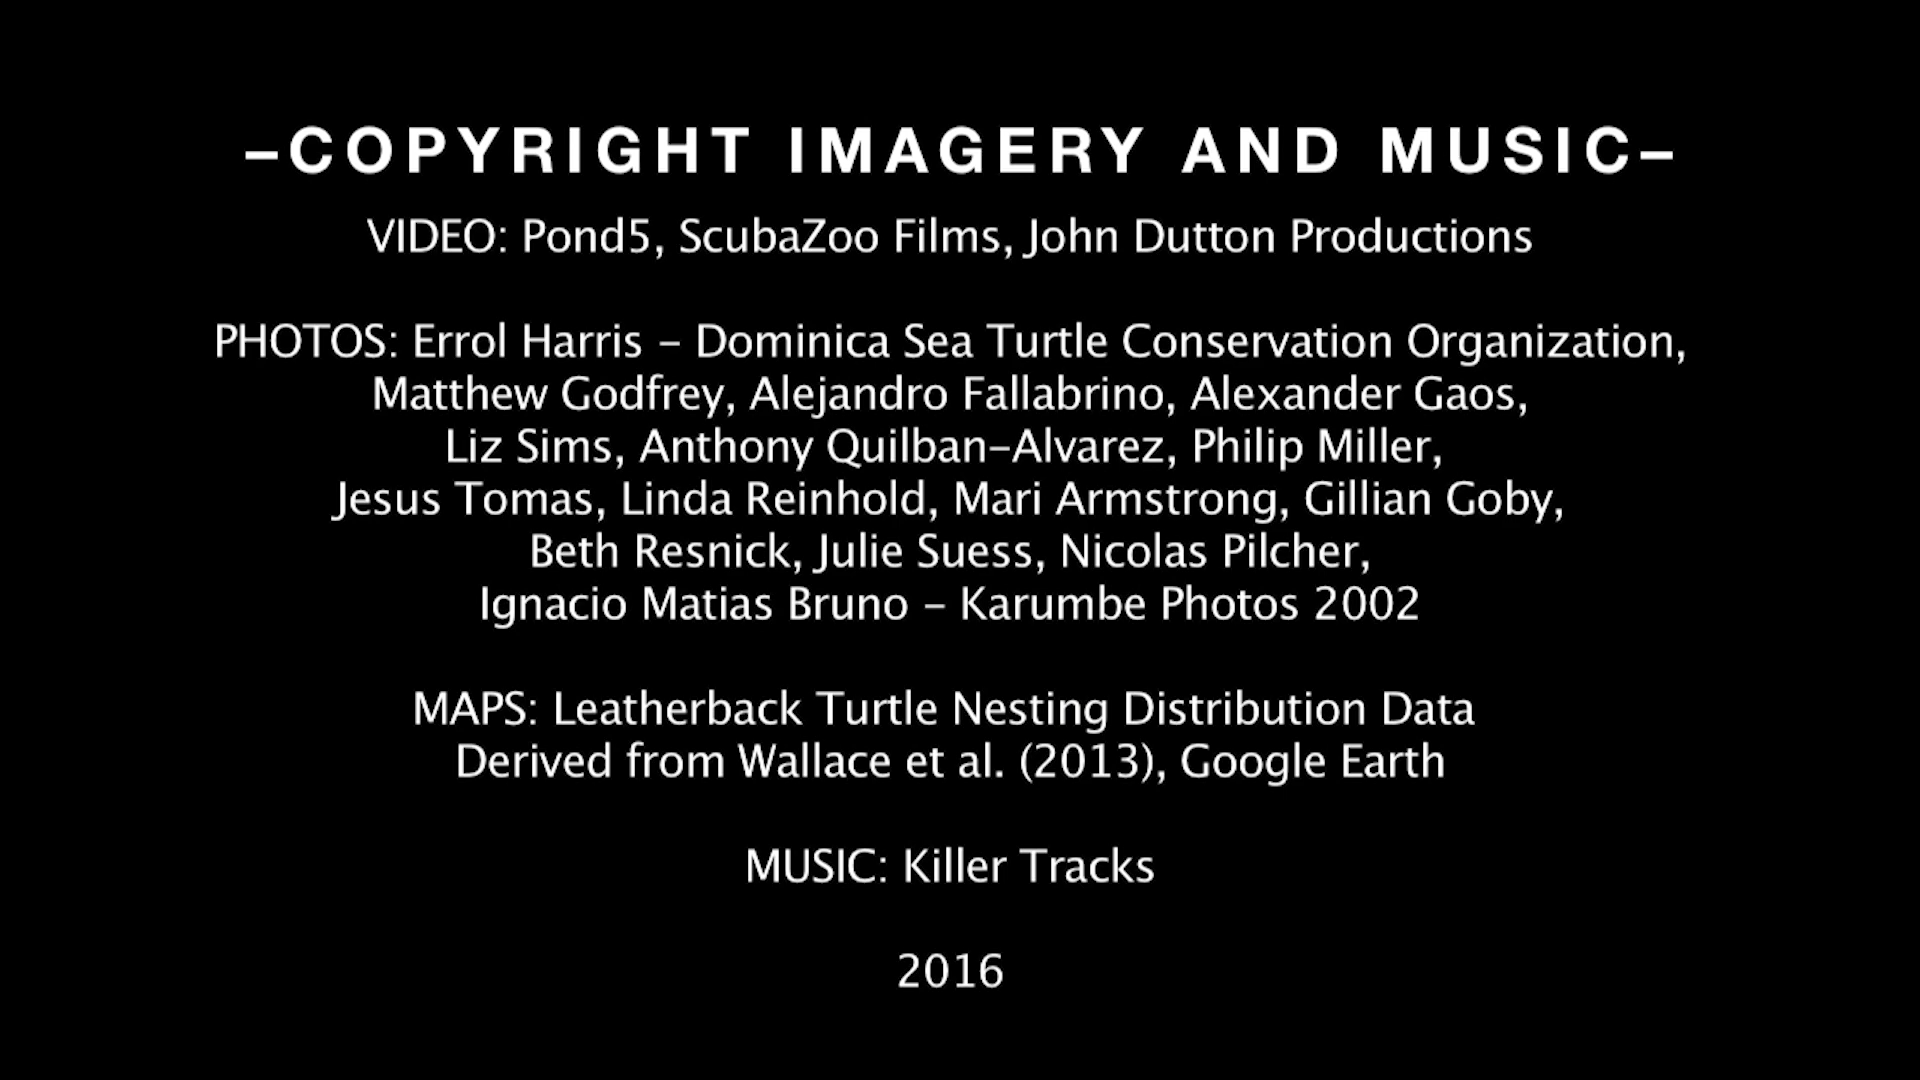 –COPYRIGHT IMAGERY AND MUSIC–
VIDEO: Pond5, ScubaZoo Films, John Dutton Productions
PHOTOS: Errol Harris – Dominica Sea Turtle Conservation Organization,
Matthew Godfrey, Alejandro Fallabrino, Alexander Gaos,
Liz Sims, Anthony Quilban–Alvarez, Philip Miller,
Jesus Tomas, Linda Reinhold, Mari Armstrong, Gillian Goby,
Beth Resnick, Julie Suess, Nicolas Pilcher,
Ignacio Matias Bruno – Karumbe Photos 2002
MAPS: Leatherback Turtle Nesting Distribution Data
Derived from Wallace et al. (2013), Google Earth
MUSIC: Killer Tracks
2016